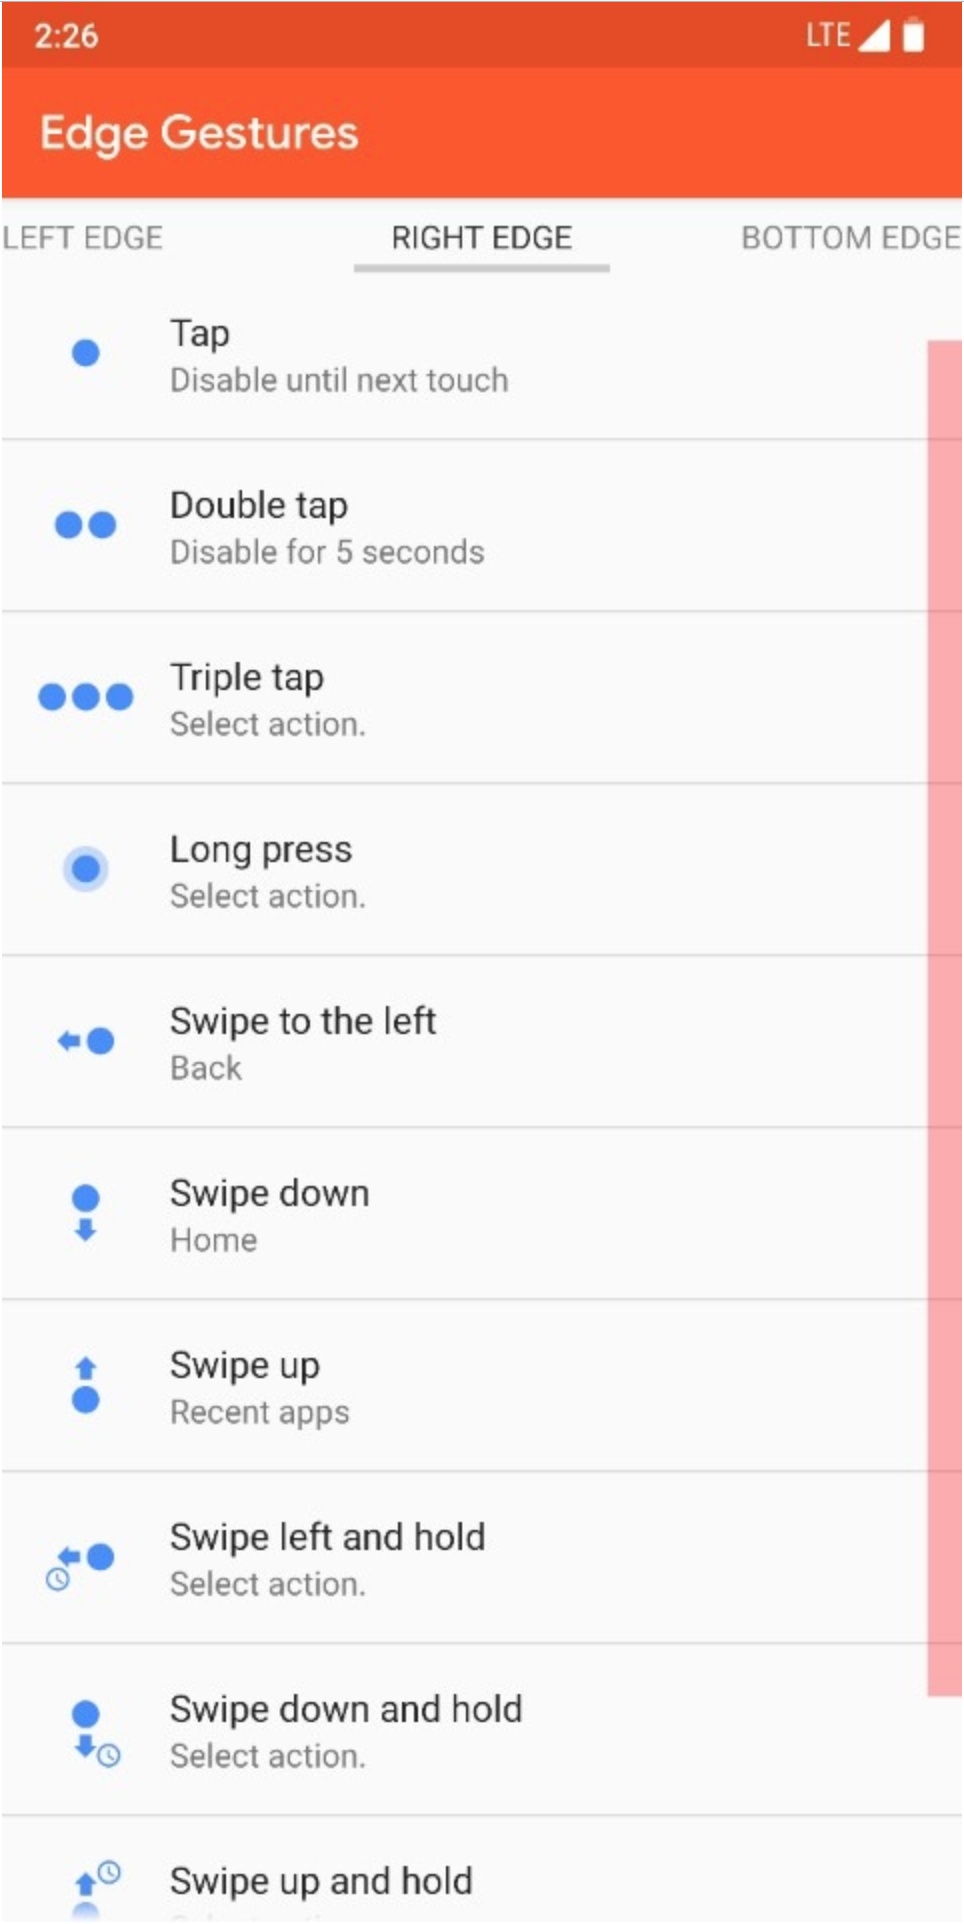 2:26
LTE
Edge Gestures
LEFT EDGE
RIGHT EDGE
BOTTOM EDGE
Tap
Disable until next touch
Double tap
Disable for 5 seconds
Triple tap
Select action.
Long press
Select action.
Swipe to the left
Back
Swipe down
Home
Swipe up
Recent apps
Swipe left and hold
Select action.
Swipe down and hold
Select action.
Swipe up and hold